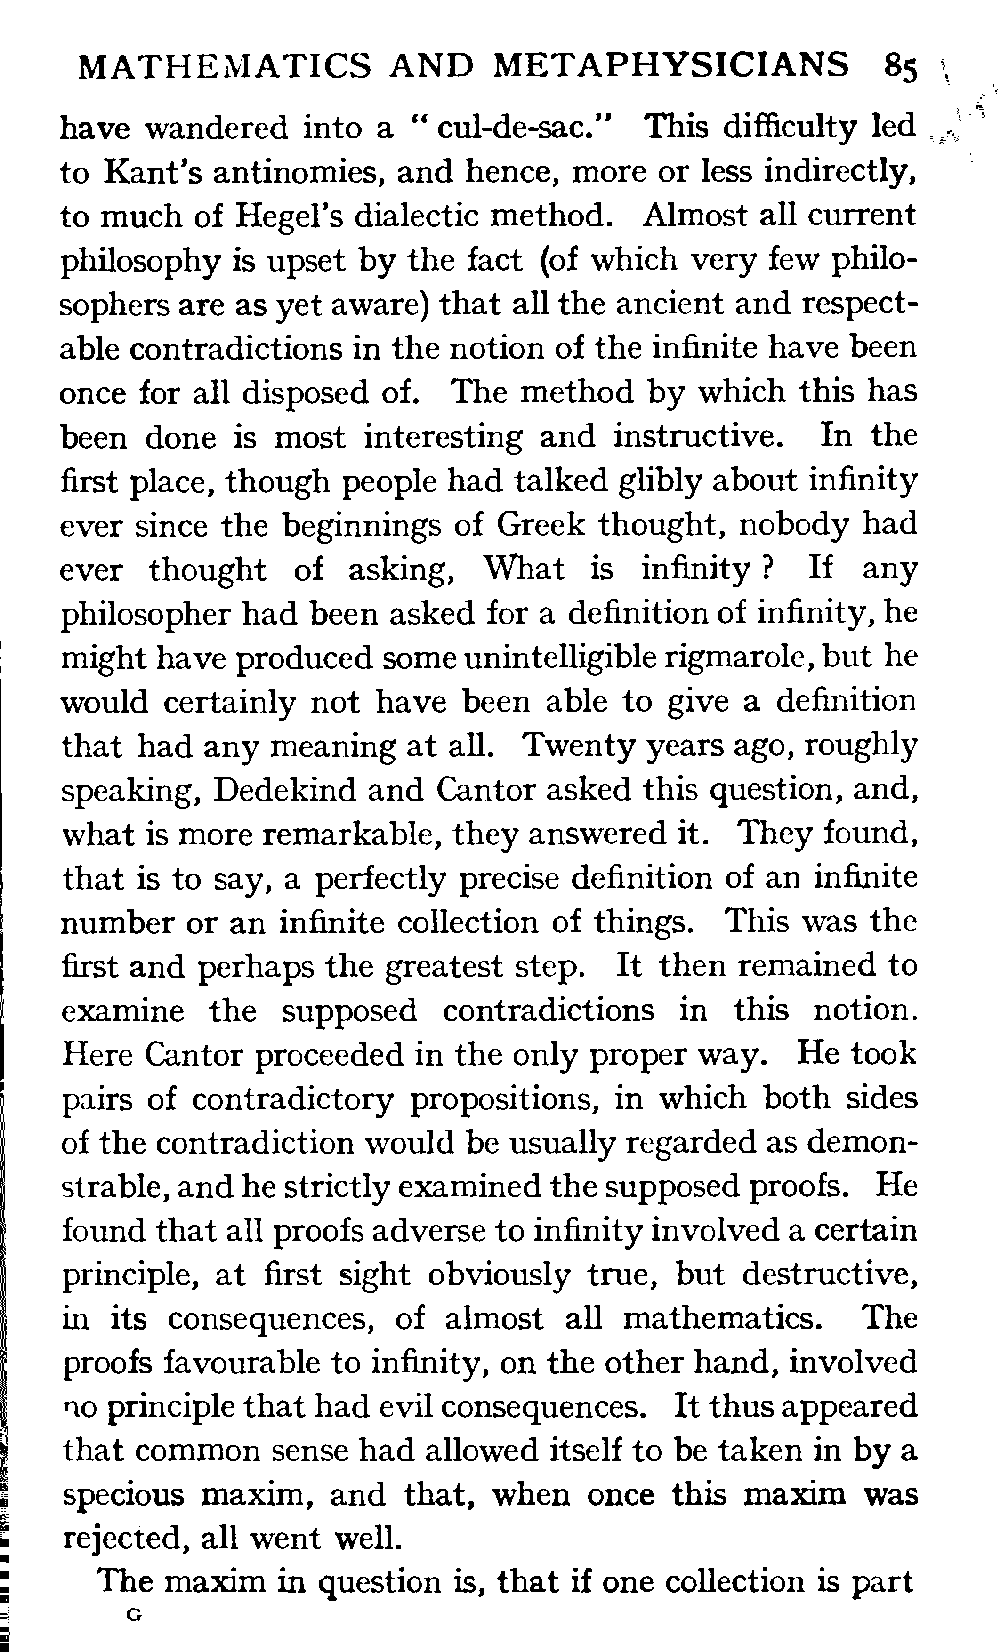 MATHEMATICS AND METAPHYSICIANS 85
have wandered into a " cul-de-sac." This difficulty led
to Kant's antinomies, and hence, more or less indirectly,
to much of Hegel's dialectic method. Almost all current
philosophy is upset by the fact (of which very few philo-
sophers are as yet aware) that all the ancient and respect-
able contradictions in the notion of the infinite have been
once for all disposed of. The method by which this has
been done is most interesting and instructive. In the
first place, though people had talked glibly about infinity
ever since the beginnings of Greek thought, nobody had
ever thought of asking, What is infinity ? If any
philosopher had been asked for a definition of infinity, he
might have produced some unintelligible rigmarole, but he
would certainly not have been able to give a definition
that had any meaning at all. Twenty years ago, roughly
speaking, Dedekind and Cantor asked this question, and,
what is more remarkable, they answered it. They found,
that is to say, a perfectly precise definition of an infinite
number or an infinite collection of things. This was the
first and perhaps the greatest step. It then remained to
examine the supposed contradictions in this notion.
Here Cantor proceeded in the only proper way. He took
pairs of contradictory propositions, in which both sides
of the contradiction would be usually regarded as demon-
strable, and he strictly examined the supposed proofs. He
found that all proofs adverse to infinity involved a certain
principle, at first sight obviously true, but destructive,
in its consequences, of almost all mathematics. The
proofs favourable to infinity, on the other hand, involved
no principle that had evil consequences. It thus appeared
that common sense had allowed itself to be taken in by a
specious maxim, and that, when once this maxim was
rejected, all went well.
The maxim in question is, that if one collection is part
G